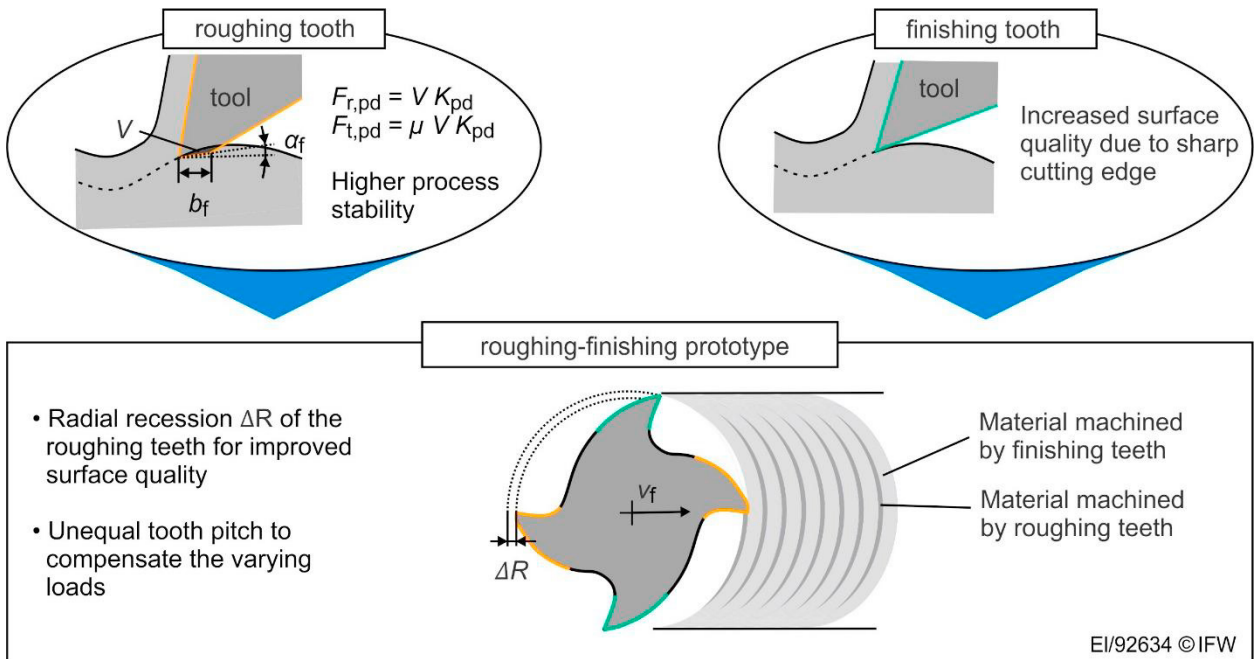 roughing tooth
tool
V
α_f
b_f
F_r,pd = V K_pd
F_t,pd = μ V K_pd
Higher process
stability
finishing tooth
tool
Increased surface
quality due to sharp
cutting edge
roughing-finishing prototype
• Radial recession ΔR of the
roughing teeth for improved
surface quality
• Unequal tooth pitch to
compensate the varying
loads
v_f
ΔR
Material machined
by finishing teeth
Material machined
by roughing teeth
EI/92634 ©IFW